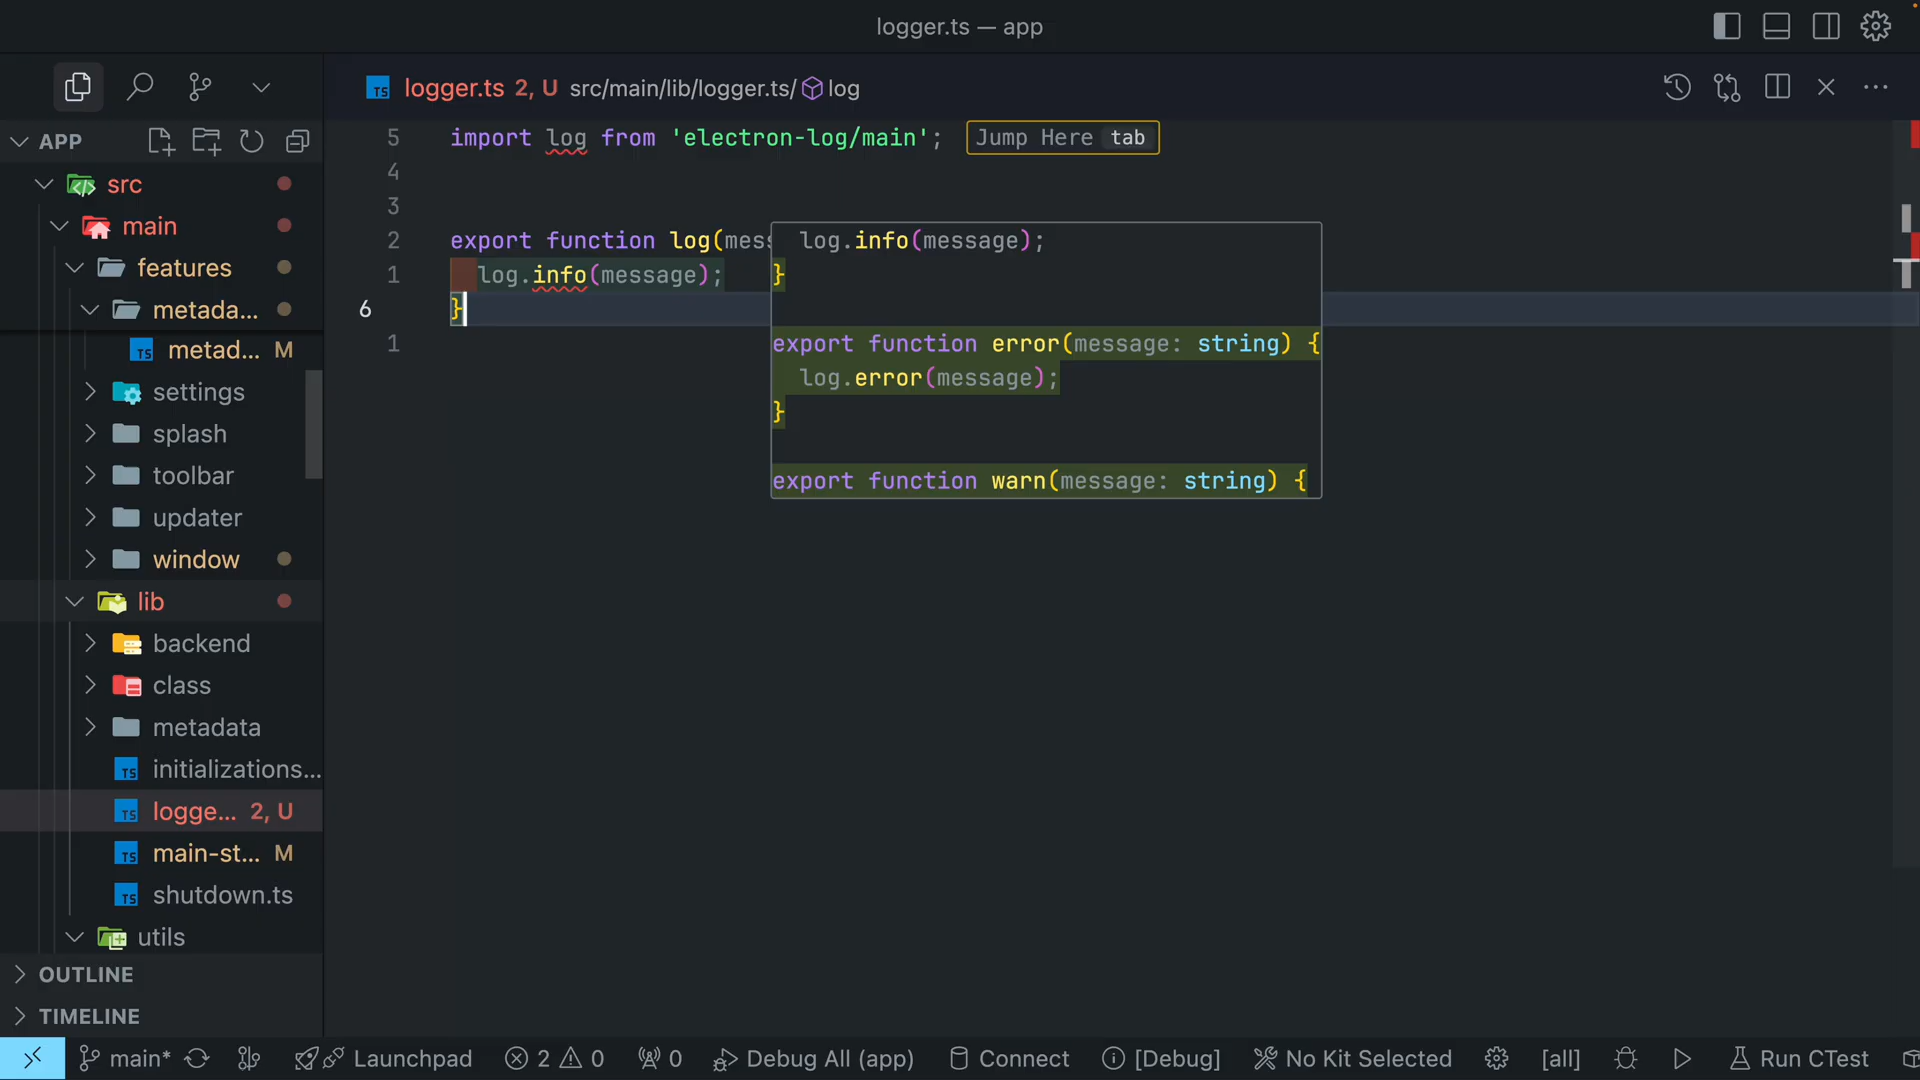 logger.ts — app
logger.ts 2, U src/main/lib/logger.ts/ log
APP
src
main
features
metada...
metad... M
settings
splash
toolbar
updater
window
lib
backend
class
metadata
initializations...
logge... 2, U
main-st... M
shutdown.ts
utils
OUTLINE
TIMELINE
5 import log from 'electron-log/main'; Jump Here tab
4
3
2 export function log(mess
1 log.info(message);
6 }
1
log.info(message);
}
export function error(message: string) {
log.error(message);
}
export function warn(message: string) {
main* Launchpad 2 0 0 Debug All (app) Connect [Debug] No Kit Selected [all] Run CTest